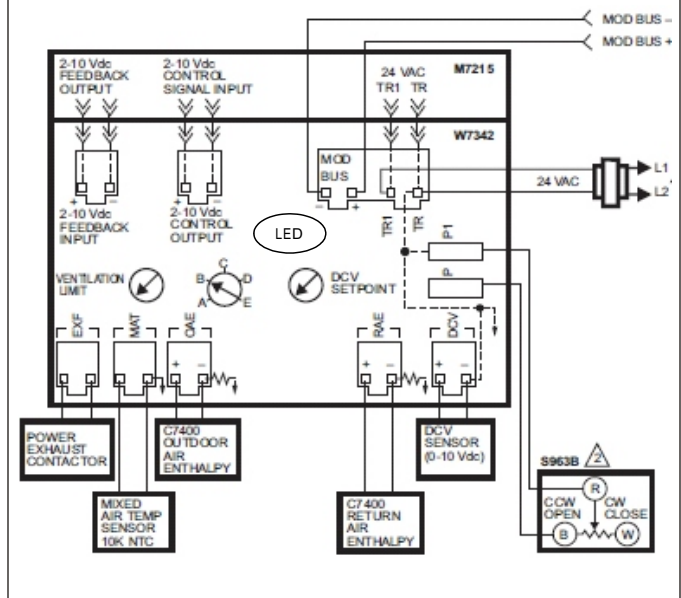 MOD BUS –
MOD BUS +
2-10 Vdc
FEEDBACK
OUTPUT
2-10 Vdc
CONTROL
SIGNAL INPUT
24 VAC
TR1 TR
M7215
W7342
MOD
BUS
– +
L1
24 VAC
L2
+ –
2-10 Vdc
FEEDBACK
INPUT
+ –
2-10 Vdc
CONTROL
OUTPUT
LED
TR1
TR
P1
P
VENTILATION
LIMIT
A
B
C
D
E
DCV
SETPOINT
EXF
MAT
OAE
RAE
DCV
+ –
+ –
+ –
POWER
EXHAUST
CONTACTOR
C7400
OUTDOOR
AIR
ENTHALPY
DCV
SENSOR
(0-10 Vdc)
MIXED
AIR TEMP
SENSOR
10K NTC
C7400
RETURN
AIR
ENTHALPY
S963B
2
R
CCW
OPEN
CW
CLOSE
B
W